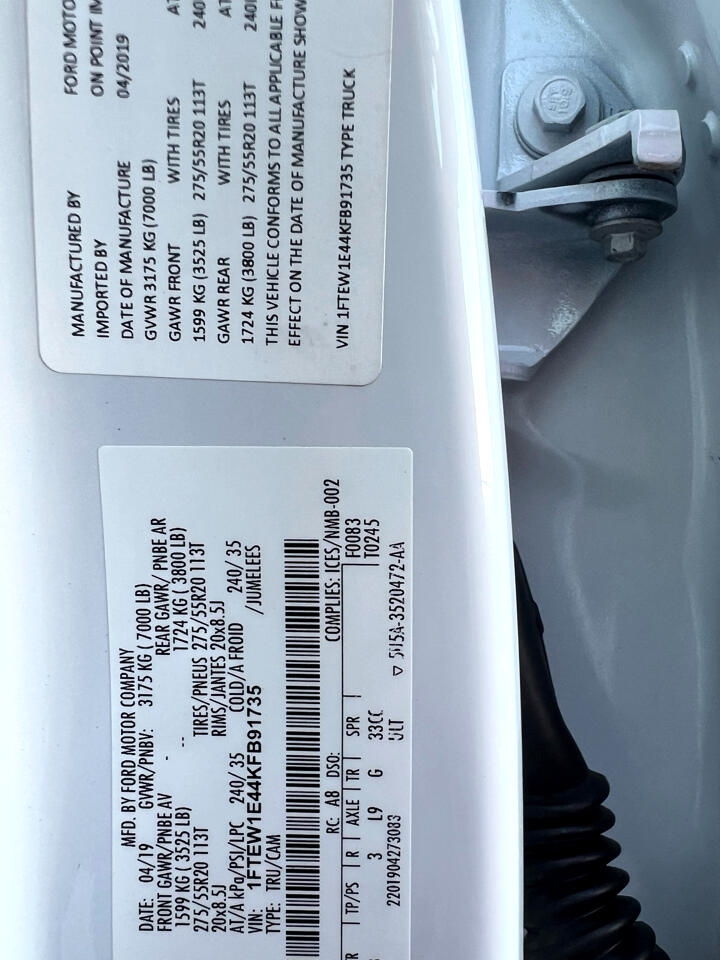 MANUFACTURED BY FORD MOTO
IMPORTED BY ON POINT IM
DATE OF MANUFACTURE 04/2019
GVWR 3175 KG (7000 LB)
GAWR FRONT WITH TIRES AT
1599 KG (3525 LB) 275/55R20 113T 240
GAWR REAR WITH TIRES AT
1724 KG (3800 LB) 275/55R20 113T 240
THIS VEHICLE CONFORMS TO ALL APPLICABLE F
EFFECT ON THE DATE OF MANUFACTURE SHOW
VIN 1FTEW1E44KFB91735 TYPE TRUCK
MFD. BY FORD MOTOR COMPANY
DATE: 04/19 GVWR/PNBV: 3175 KG ( 7000 LB)
FRONT GAWR/PNBE AV - REAR GAWR/ PNBE AR
1599 KG ( 3525 LB) -- 1724 KG ( 3800 LB)
275/55R20 113T TIRES/PNEUS 275/55R20 113T
20x8.5J RIMS/JANTES 20x8.5J
AT/A kPa/PSI/LPC 240/ 35 COLD/A FROID 240/ 35
VIN: 1FTEW1E44KFB91735 /JUMELEES
TYPE: TRU/CAM
RC: A8 DSO: COMPLIES: ICES/NMB-002
R | TP/PS | R | AXLE | TR | SPR F0083
3 L9 G T0245
2201904273083 ULT 5U5A-3520472-AA